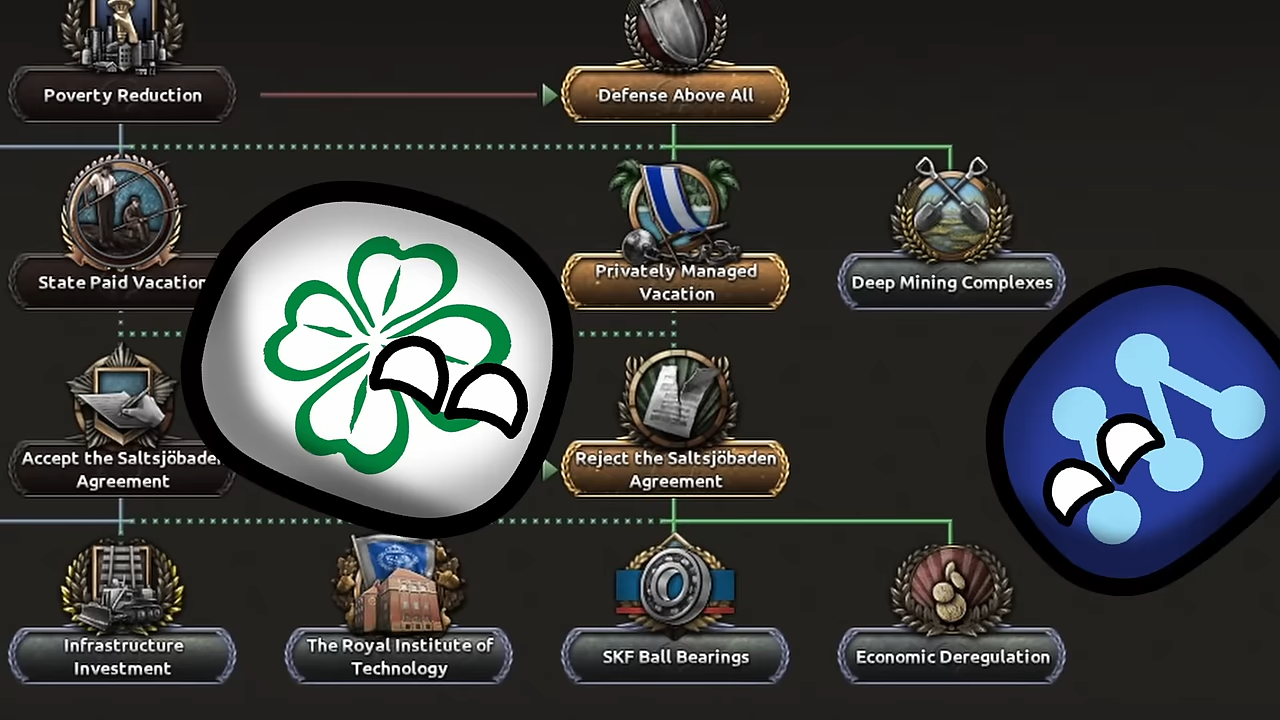 Poverty Reduction
Defense Above All
State Paid Vacation
Privately Managed
Vacation
Deep Mining Complexes
Accept the Saltsjöbaden
Agreement
Reject the Saltsjöbaden
Agreement
Infrastructure
Investment
The Royal Institute of
Technology
SKF Ball Bearings
Economic Deregulation